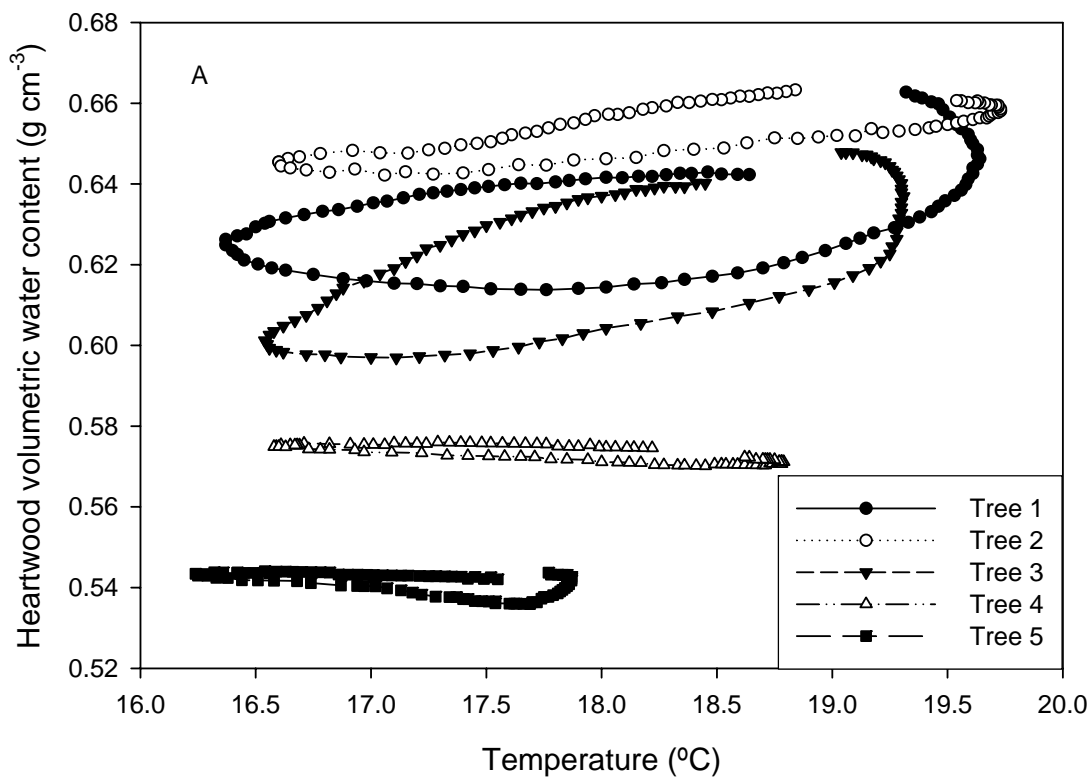 Heartwood volumetric water content (g cm⁻³)
0.68
0.66
0.64
0.62
0.60
0.58
0.56
0.54
0.52
A
Tree 1
Tree 2
Tree 3
Tree 4
Tree 5
16.0 16.5 17.0 17.5 18.0 18.5 19.0 19.5 20.0
Temperature (ºC)